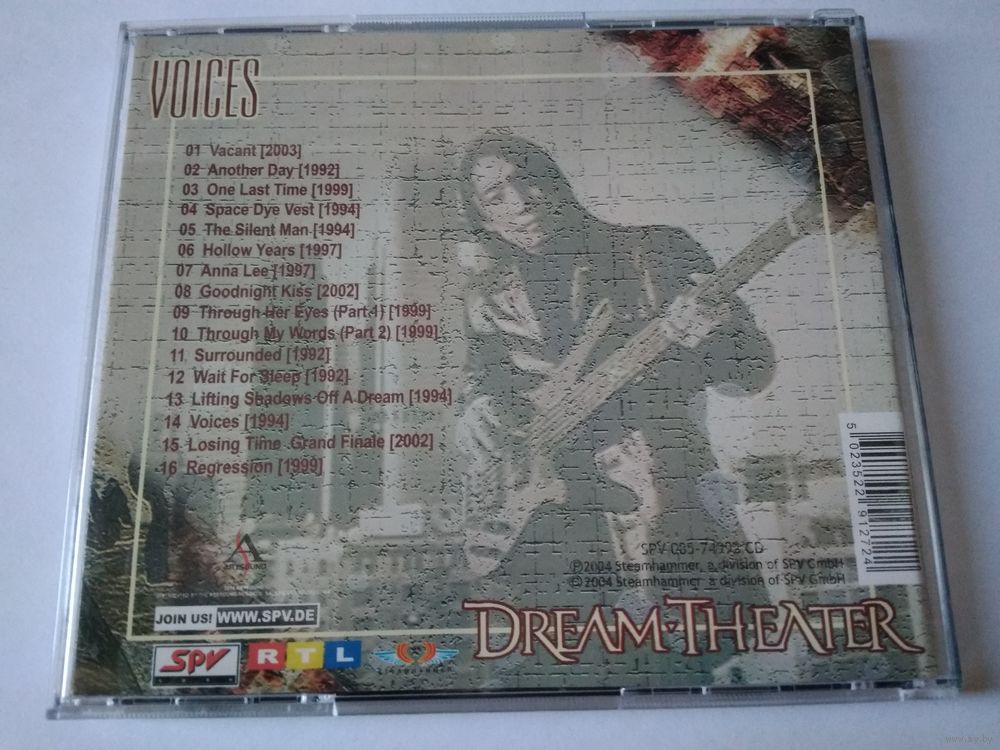 VOICES
01 Vacant [2003]
02 Another Day [1992]
03 One Last Time [1999]
04 Space Dye Vest [1994]
05 The Silent Man [1994]
06 Hollow Years [1997]
07 Anna Lee [1997]
08 Goodnight Kiss [2002]
09 Through Her Eyes (Part 1) [1999]
10 Through My Words (Part 2) [1999]
11 Surrounded [1992]
12 Wait For Sleep [1992]
13 Lifting Shadows Off A Dream [1994]
14 Voices [1994]
15 Losing Time Grand Finale [2002]
16 Regression [1999]
5 023522 912724
CD
Ⓟ2004 Steamhammer, a division of SPV GmbH
©2004 Steamhammer a division of SPV GmbH
JOIN US! WWW.SPV.DE
DREAM THEATER
SPV
RTL
STEAMHAMMER